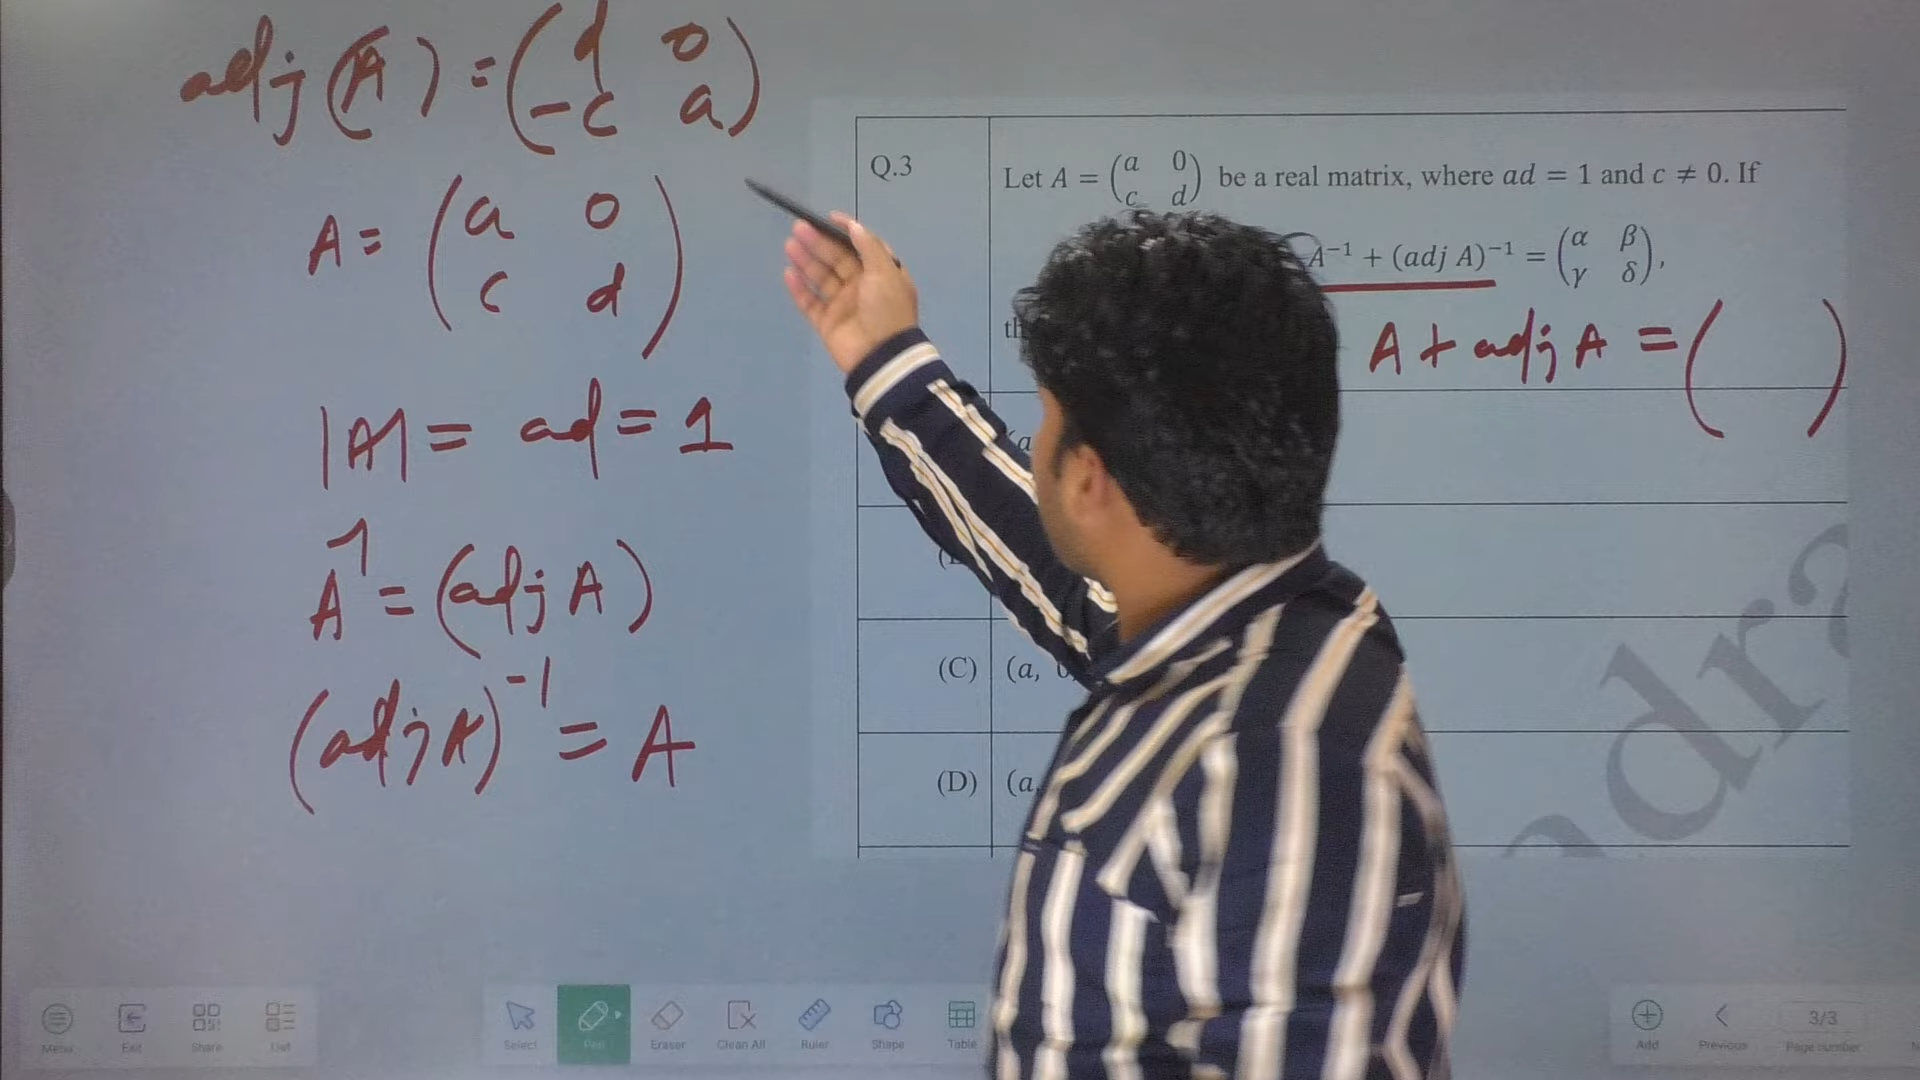 adj(A) = (d 0
-c a)
A = (a 0
c d)
|A| = ad = 1
A⁻¹ = (adj A)
(adj A)⁻¹ = A
Q.3
Let A = (a 0
c d) be a real matrix, where ad = 1 and c ≠ 0. If
A⁻¹ + (adj A)⁻¹ = (α β
γ δ),
A + adj A = ( )
(a
(C) (a, 0,
(D) (a,
Menu
Exit
Share
List
Select
Pen
Eraser
Clean All
Ruler
Shape
Table
Add
Previous
3/3
Page number